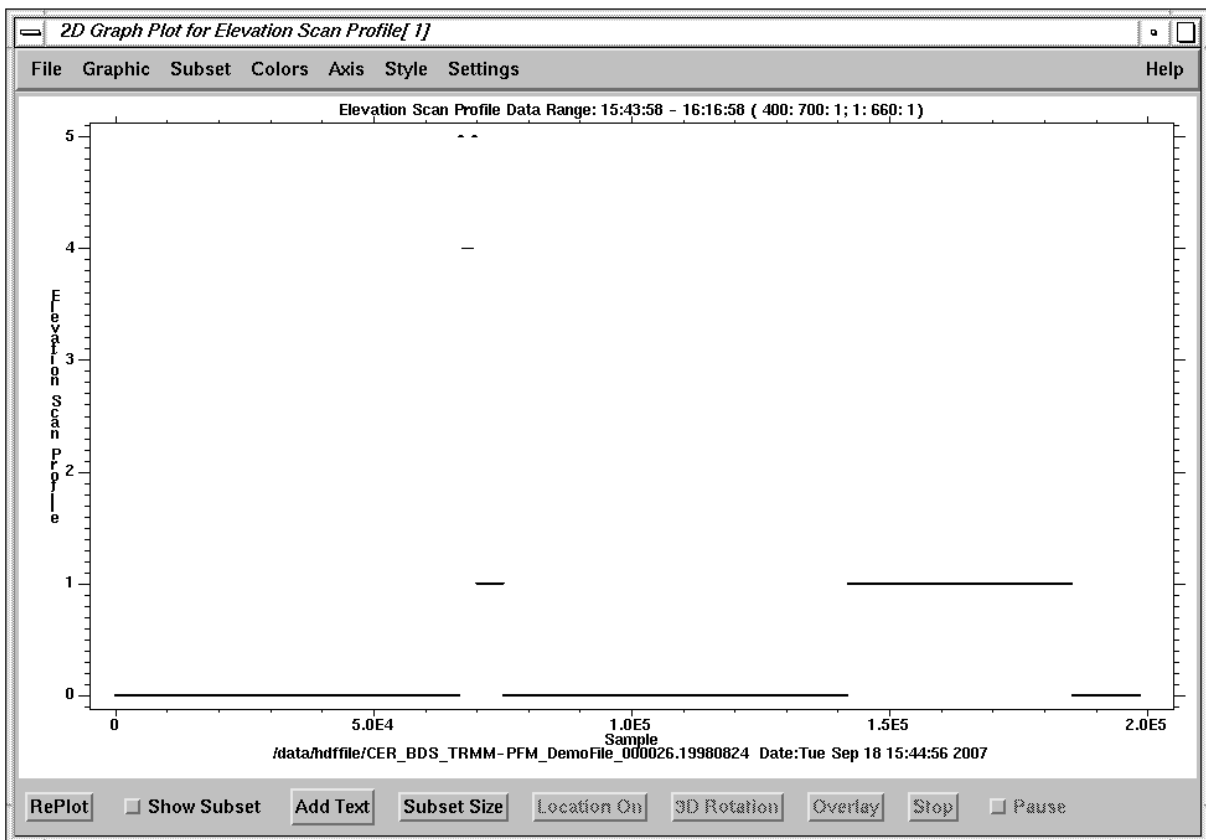 2D Graph Plot for Elevation Scan Profile[ 1]
File Graphic Subset Colors Axis Style Settings Help
Elevation Scan Profile Data Range: 15:43:58 - 16:16:58 ( 400: 700: 1; 1: 660: 1 )
5
4
3
2
1
0
Elevation Scan Profile
0 5.0E4 1.0E5 1.5E5 2.0E5
Sample
/data/hdffile/CER_BDS_TRMM-PFM_DemoFile_000026.19980824 Date:Tue Sep 18 15:44:56 2007
RePlot Show Subset Add Text Subset Size Location On 3D Rotation Overlay Stop Pause